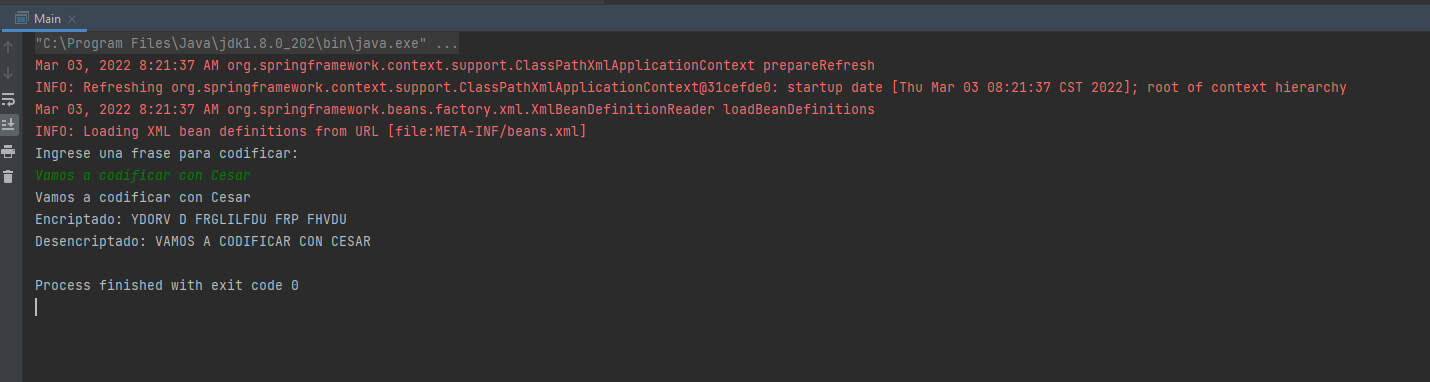 Main
"C:\Program Files\Java\jdk1.8.0_202\bin\java.exe" ...
Mar 03, 2022 8:21:37 AM org.springframework.context.support.ClassPathXmlApplicationContext prepareRefresh
INFO: Refreshing org.springframework.context.support.ClassPathXmlApplicationContext@31cefde0: startup date [Thu Mar 03 08:21:37 CST 2022]; root of context hierarchy
Mar 03, 2022 8:21:37 AM org.springframework.beans.factory.xml.XmlBeanDefinitionReader loadBeanDefinitions
INFO: Loading XML bean definitions from URL [file:META-INF/beans.xml]
Ingrese una frase para codificar:
Vamos a codificar con Cesar
Vamos a codificar con Cesar
Encriptado: YDORV D FRGLILFDU FRP FHVDU
Desencriptado: VAMOS A CODIFICAR CON CESAR
Process finished with exit code 0